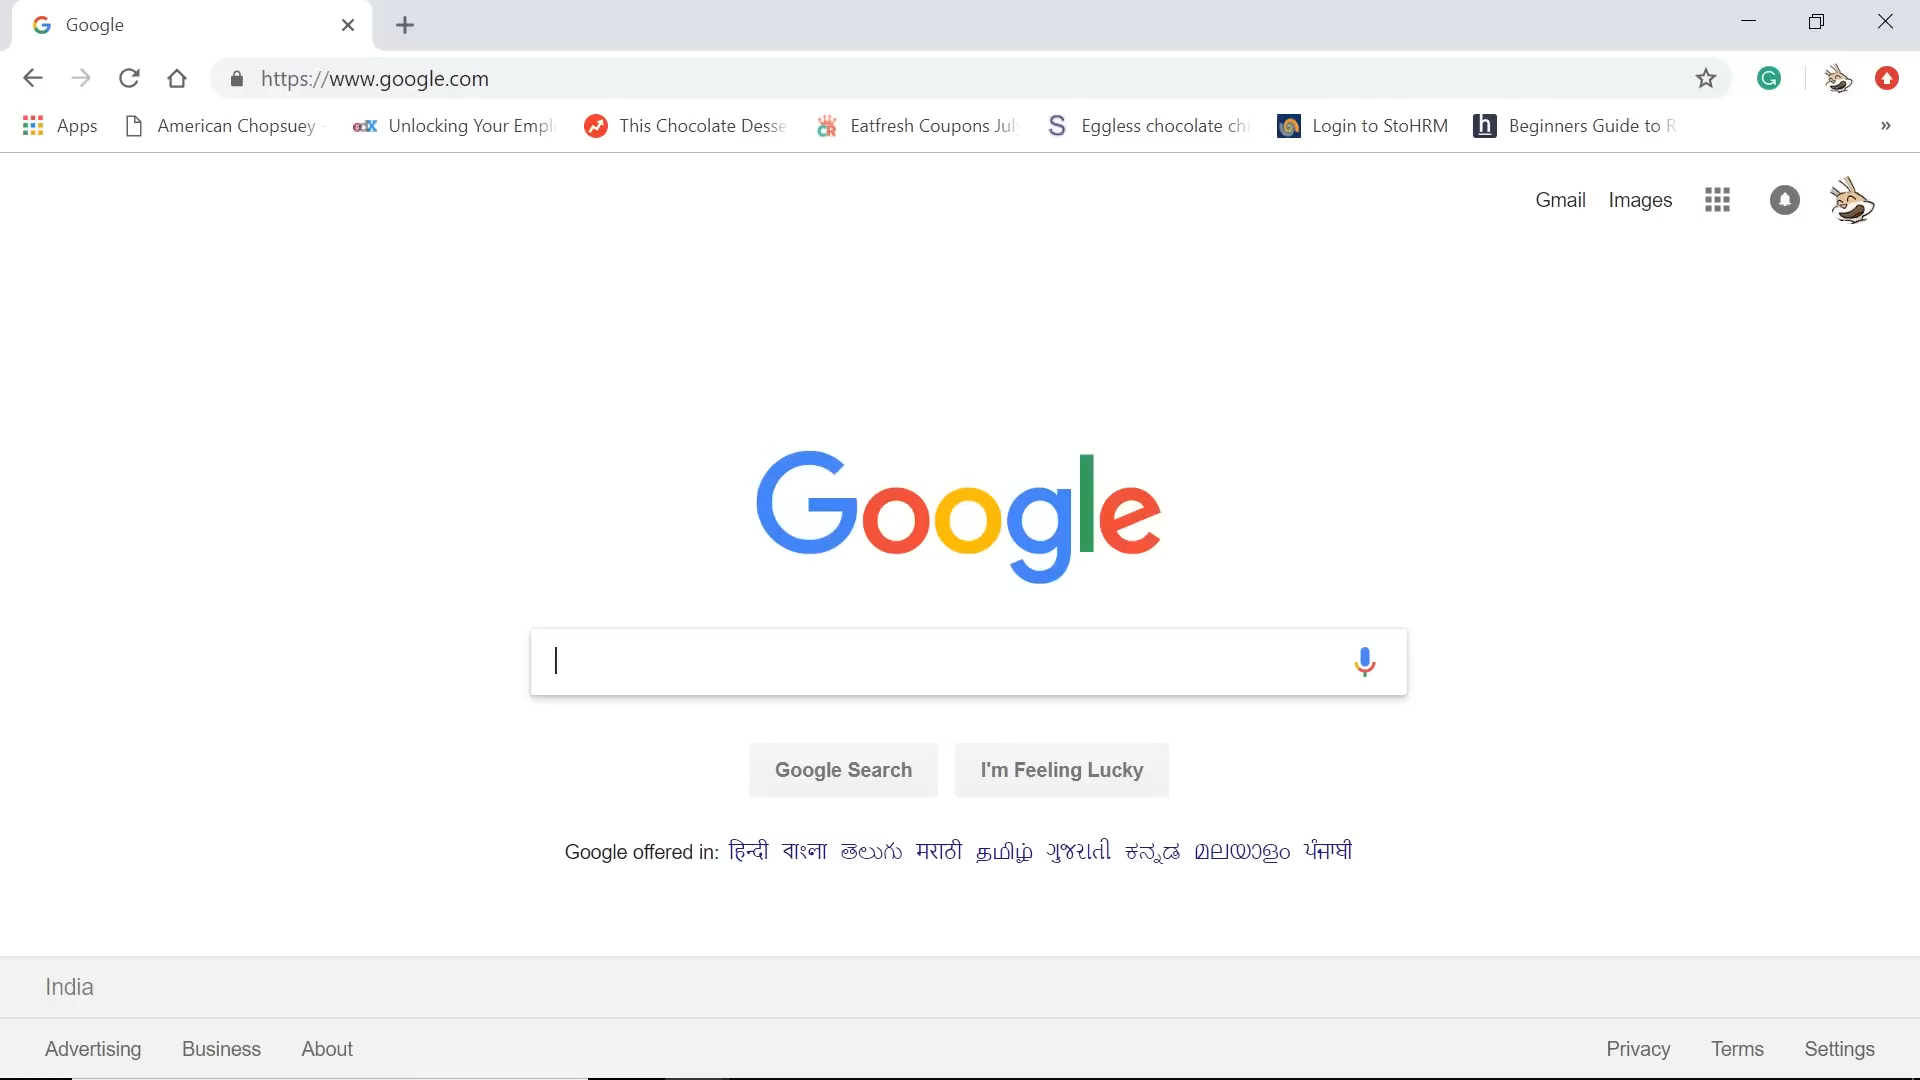 Google
https://www.google.com
Apps American Chopsuey - Unlocking Your Empl This Chocolate Desse Eatfresh Coupons July Eggless chocolate chi Login to StoHRM Beginners Guide to R
Gmail Images
Google
Google Search I'm Feeling Lucky
Google offered in: हिन्दी বাংলা తెలుగు मराठी தமிழ் ગુજરાતી ಕನ್ನಡ മലയാളം ਪੰਜਾਬੀ
India
Advertising Business About Privacy Terms Settings